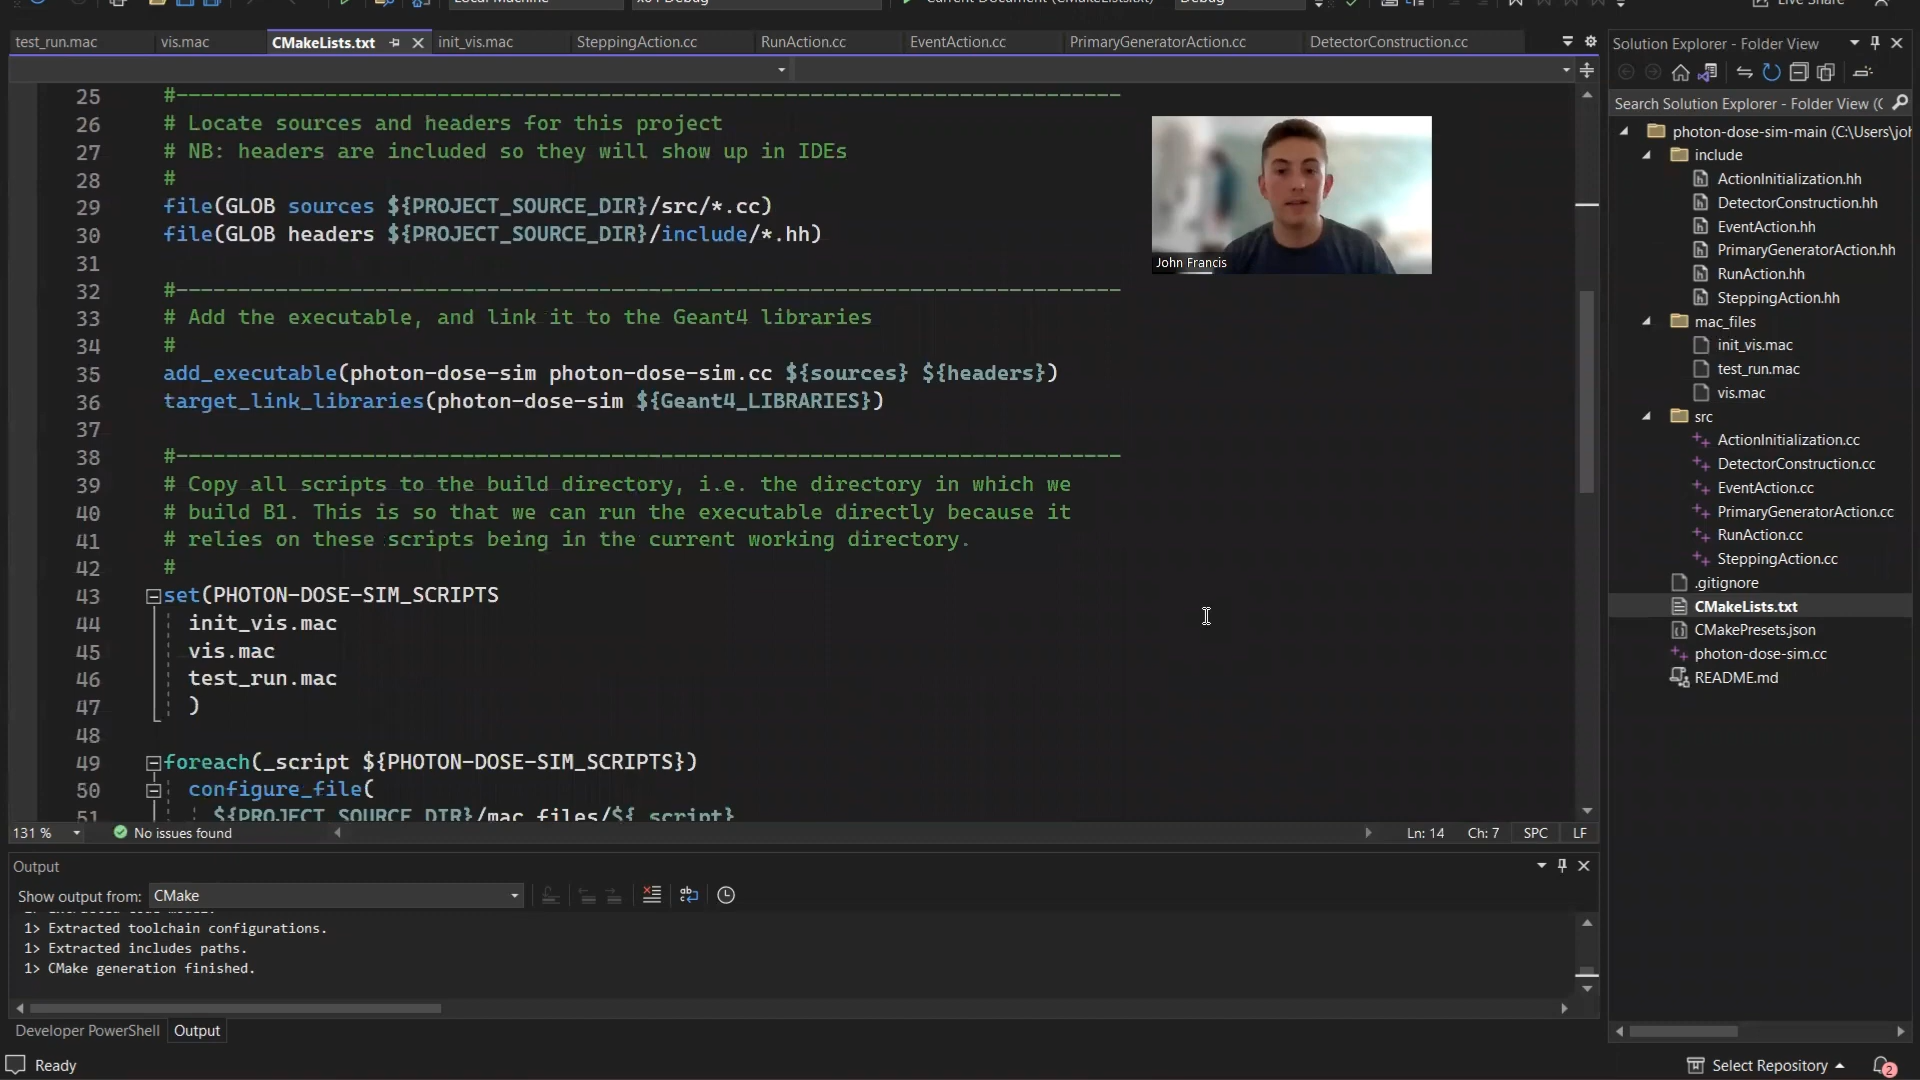 test_run.mac
vis.mac
CMakeLists.txt
init_vis.mac
SteppingAction.cc
RunAction.cc
EventAction.cc
PrimaryGeneratorAction.cc
DetectorConstruction.cc
25 #----------------------------------------------------------------------------
26 # Locate sources and headers for this project
27 # NB: headers are included so they will show up in IDEs
28 #
29 file(GLOB sources ${PROJECT_SOURCE_DIR}/src/*.cc)
30 file(GLOB headers ${PROJECT_SOURCE_DIR}/include/*.hh)
31
32 #----------------------------------------------------------------------------
33 # Add the executable, and link it to the Geant4 libraries
34 #
35 add_executable(photon-dose-sim photon-dose-sim.cc ${sources} ${headers})
36 target_link_libraries(photon-dose-sim ${Geant4_LIBRARIES})
37
38 #----------------------------------------------------------------------------
39 # Copy all scripts to the build directory, i.e. the directory in which we
40 # build B1. This is so that we can run the executable directly because it
41 # relies on these scripts being in the current working directory.
42 #
43 set(PHOTON-DOSE-SIM_SCRIPTS
44 init_vis.mac
45 vis.mac
46 test_run.mac
47 )
48
49 foreach(_script ${PHOTON-DOSE-SIM_SCRIPTS})
50 configure_file(
51 ${PROJECT_SOURCE_DIR}/mac_files/${_script}
John Francis
131 %
No issues found
Ln: 14
Ch: 7
SPC
LF
Output
Show output from: CMake
1> Extracted toolchain configurations.
1> Extracted includes paths.
1> CMake generation finished.
Developer PowerShell
Output
Ready
Live Share
Solution Explorer - Folder View
Search Solution Explorer - Folder View (C
photon-dose-sim-main (C:\Users\joh
include
ActionInitialization.hh
DetectorConstruction.hh
EventAction.hh
PrimaryGeneratorAction.hh
RunAction.hh
SteppingAction.hh
mac_files
init_vis.mac
test_run.mac
vis.mac
src
ActionInitialization.cc
DetectorConstruction.cc
EventAction.cc
PrimaryGeneratorAction.cc
RunAction.cc
SteppingAction.cc
.gitignore
CMakeLists.txt
CMakePresets.json
photon-dose-sim.cc
README.md
Select Repository
2